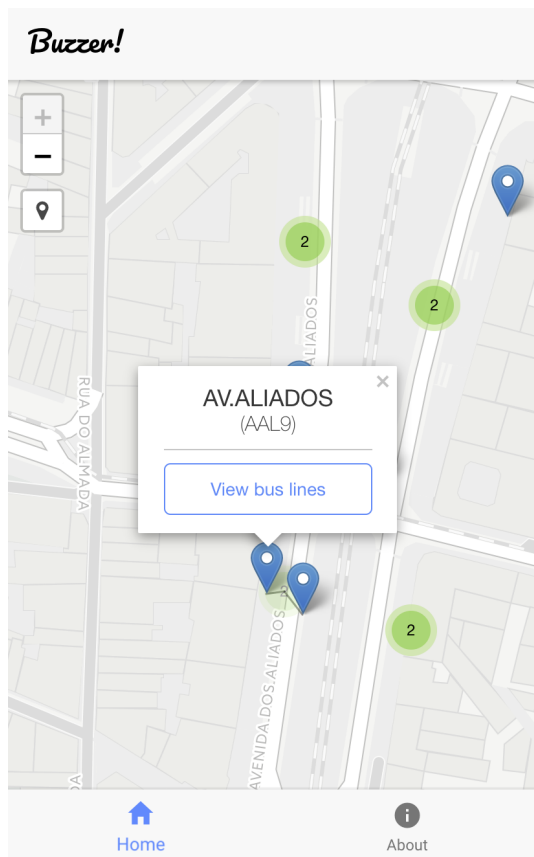 Buzzer!
+
−
2
2
ALIADOS
RUA DO ALMADA
×
AV.ALIADOS
(AAL9)
View bus lines
2
AVENIDA.DOS.ALIADOS
Home
About